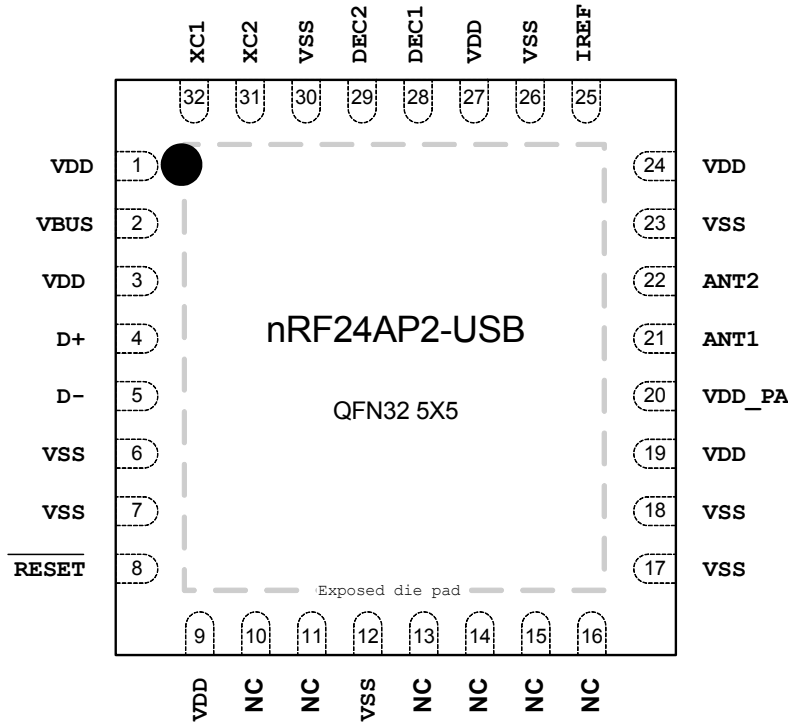 XC1 XC2 VSS DEC2 DEC1 VDD VSS IREF
32 31 30 29 28 27 26 25
VDD 1 24 VDD
VBUS 2 23 VSS
VDD 3 22 ANT2
D+ 4 21 ANT1
nRF24AP2-USB
D- 5 20 VDD_PA
QFN32 5X5
VSS 6 19 VDD
VSS 7 18 VSS
RESET 8 17 VSS
Exposed die pad
9 10 11 12 13 14 15 16
VDD NC NC VSS NC NC NC NC